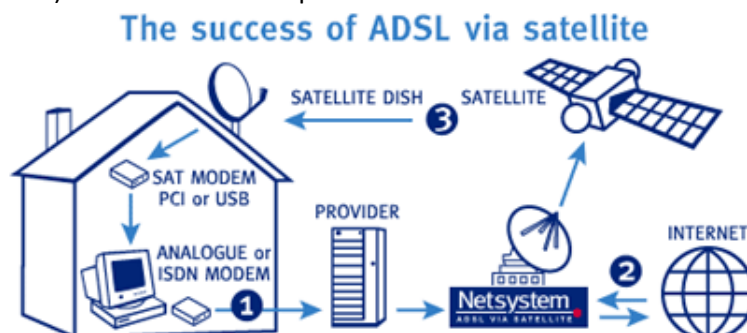 The success of ADSL via satellite
SATELLITE DISH
SATELLITE
3
SAT MODEM
PCI or USB
PROVIDER
INTERNET
ANALOGUE or
ISDN MODEM
1
2
Netsystem
ADSL VIA SATELLITE